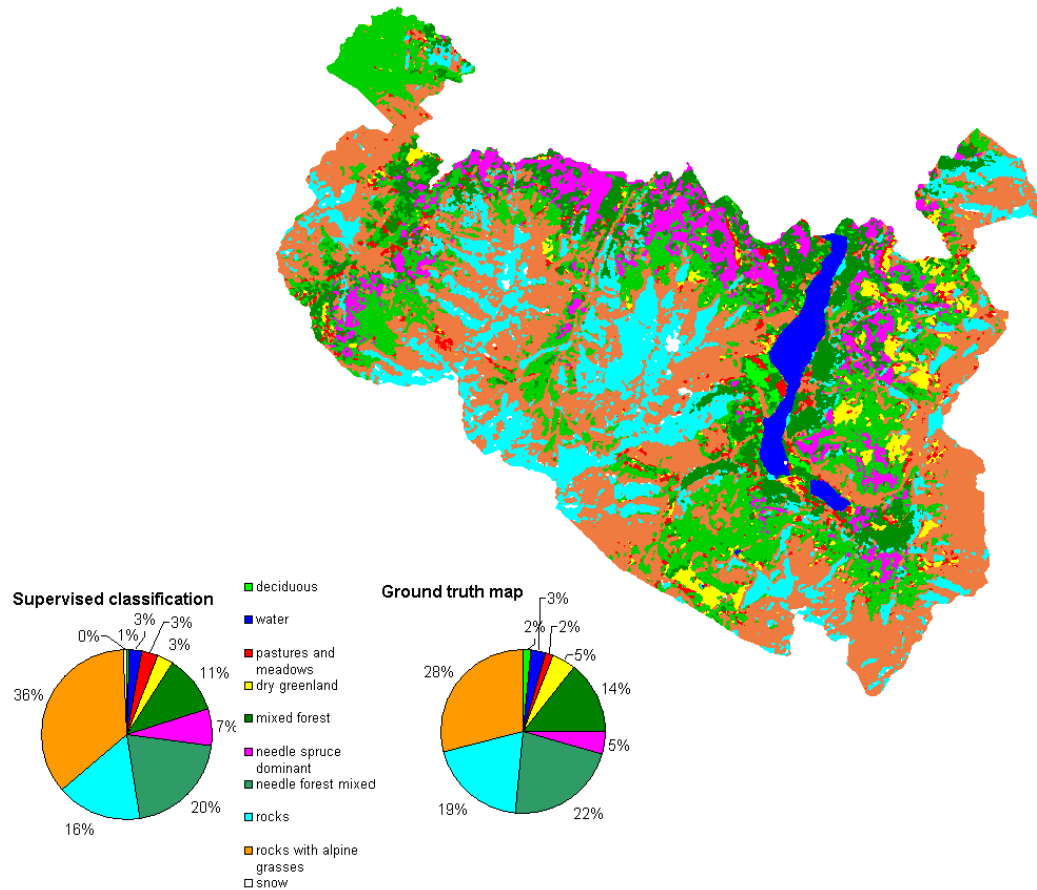 Supervised classification
0%
1%
3%
3%
3%
11%
7%
20%
16%
36%
deciduous
water
pastures and
meadows
dry greenland
mixed forest
needle spruce
dominant
needle forest mixed
rocks
rocks with alpine
grasses
snow
Ground truth map
2%
3%
2%
5%
14%
5%
22%
19%
28%